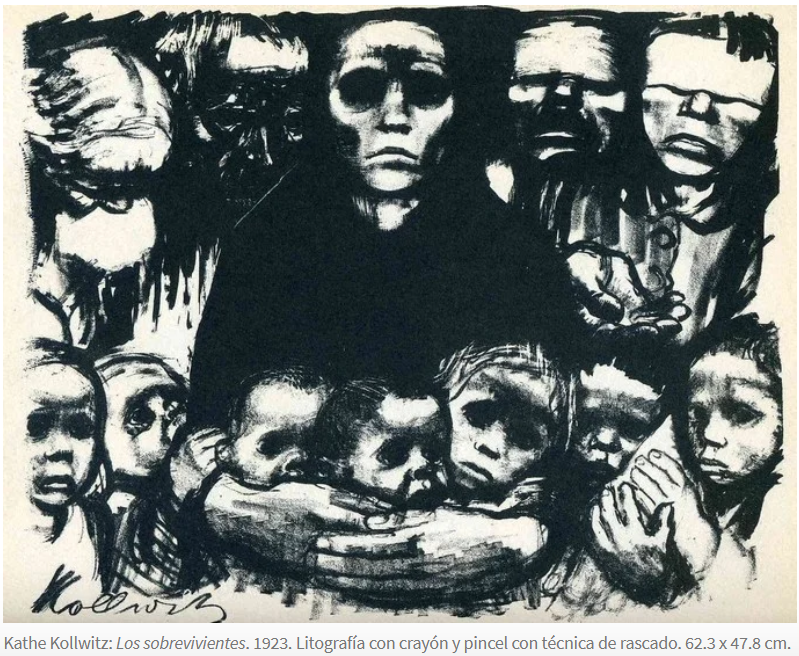 Kollwitz
Kathe Kollwitz: Los sobrevivientes. 1923. Litografía con crayón y pincel con técnica de rascado. 62.3 x 47.8 cm.